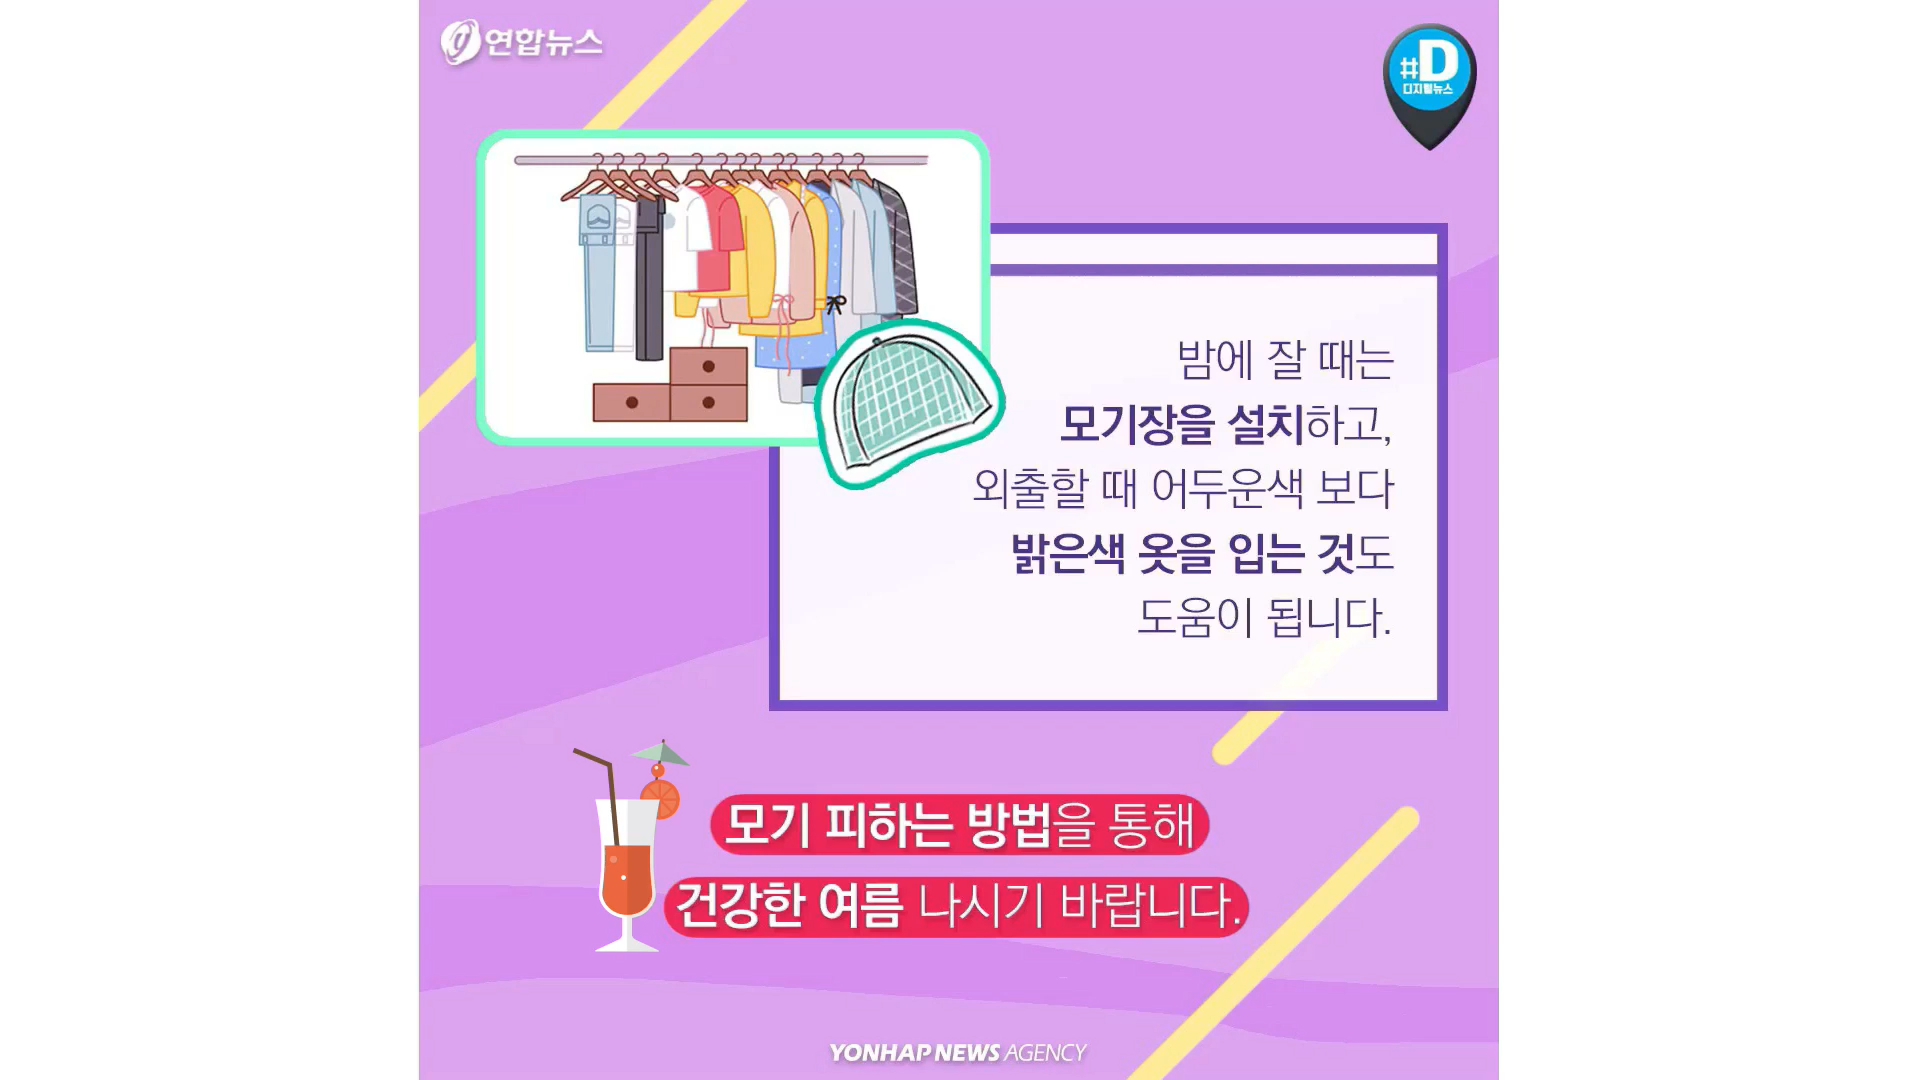 연합뉴스
#D
디지털뉴스
밤에 잘 때는
모기장을 설치하고,
외출할 때 어두운색 보다
밝은색 옷을 입는 것도
도움이 됩니다.
모기 피하는 방법을 통해
건강한 여름 나시기 바랍니다.
YONHAP NEWS AGENCY